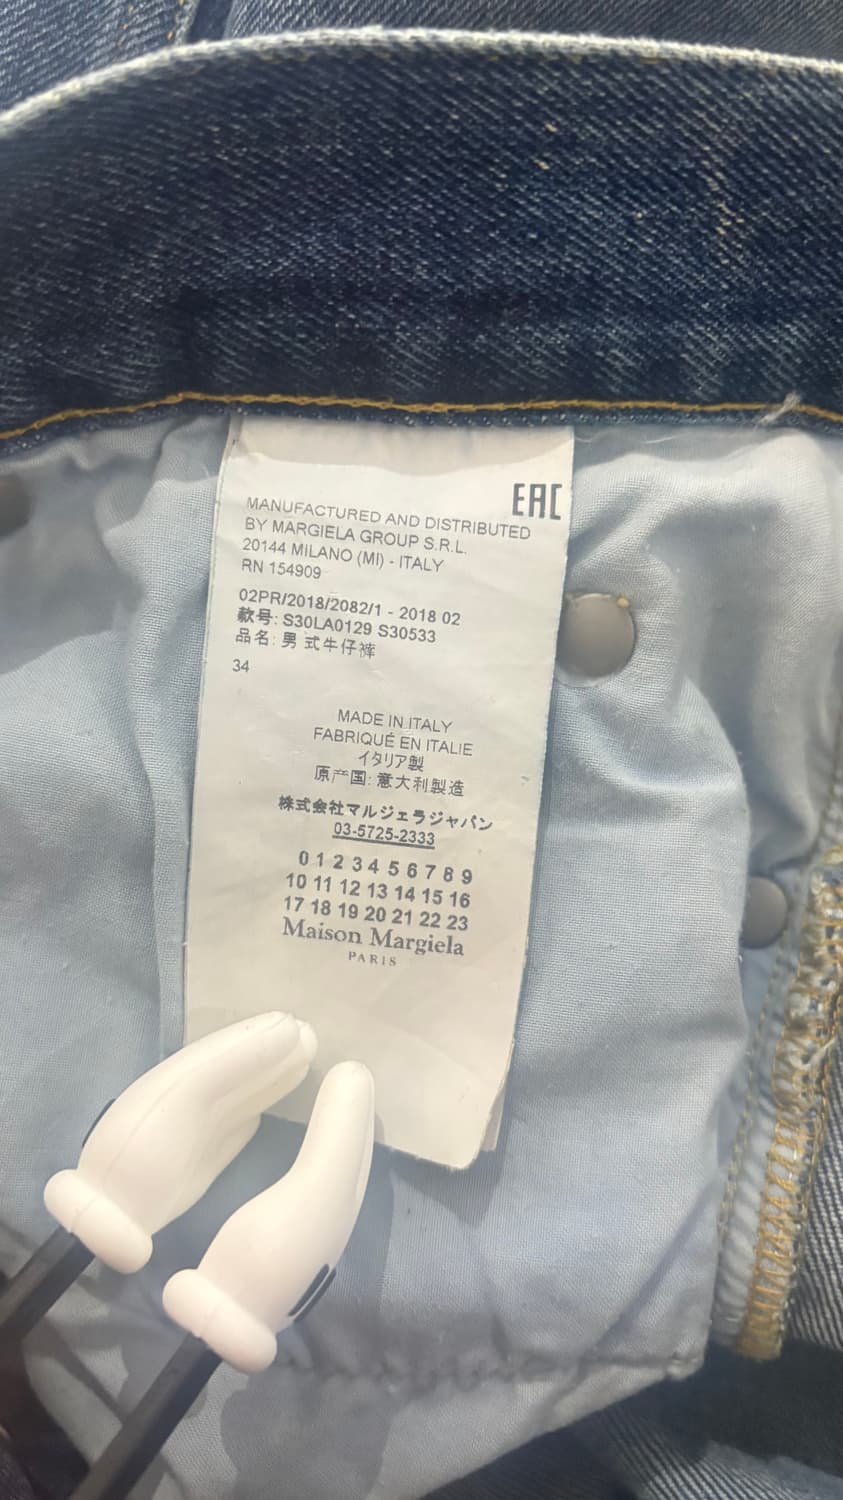 EAC
MANUFACTURED AND DISTRIBUTED
BY MARGIELA GROUP S.R.L.
20144 MILANO (MI) - ITALY
RN 154909
02PR/2018/2082/1 - 2018 02
款号: S30LA0129 S30533
品名: 男式牛仔裤
34
MADE IN ITALY
FABRIQUÉ EN ITALIE
イタリア製
原产国: 意大利製造
株式会社マルジェラジャパン
03-5725-2333
0 1 2 3 4 5 6 7 8 9
10 11 12 13 14 15 16
17 18 19 20 21 22 23
Maison Margiela
PARIS